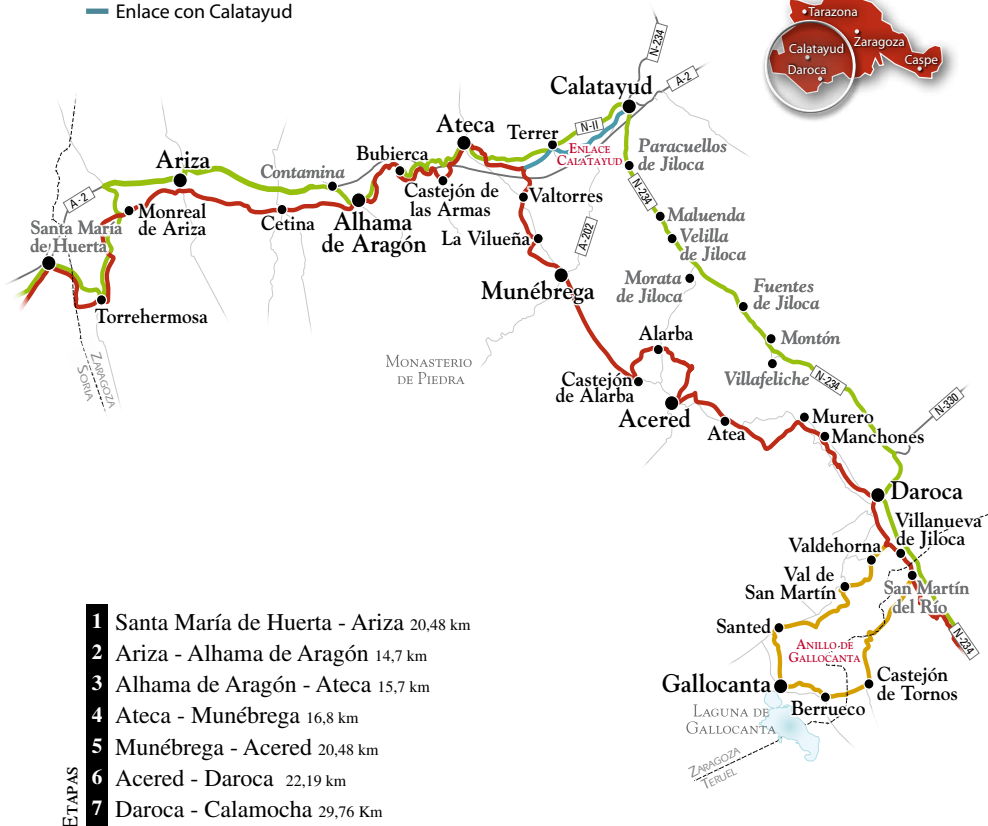 Enlace con Calatayud
Tarazona
Zaragoza
Calatayud
Caspe
Daroca
N-234
A-2
Calatayud
N-II
Terrer
Enlace
Calatayud
Ateca
Bubierca
Contamina
Ariza
A-2
Santa María
de Huerta
Monreal
de Ariza
Cetina
Alhama
de Aragón
Castejón de
las Armas
Valtorres
La Vilueña
A-202
Munébrega
Torrehermosa
Zaragoza
Soria
Monasterio
de Piedra
Paracuellos
de Jiloca
N-234
Maluenda
Velilla
de Jiloca
Morata
de Jiloca
Fuentes
de Jiloca
Montón
Villafeliche
N-234
N-330
Alarba
Castejón
de Alarba
Acered
Atea
Murero
Manchones
Daroca
Villanueva
de Jiloca
Valdehorna
Val de
San Martín
San Martín
del Río
N-234
Santed
Anillo de
Gallocanta
Gallocanta
Castejón
de Tornos
Berrueco
Laguna de
Gallocanta
Zaragoza
Teruel
Etapas
1 Santa María de Huerta - Ariza 20,48 km
2 Ariza - Alhama de Aragón 14,7 km
3 Alhama de Aragón - Ateca 15,7 km
4 Ateca - Munébrega 16,8 km
5 Munébrega - Acered 20,48 km
6 Acered - Daroca 22,19 km
7 Daroca - Calamocha 29,76 Km